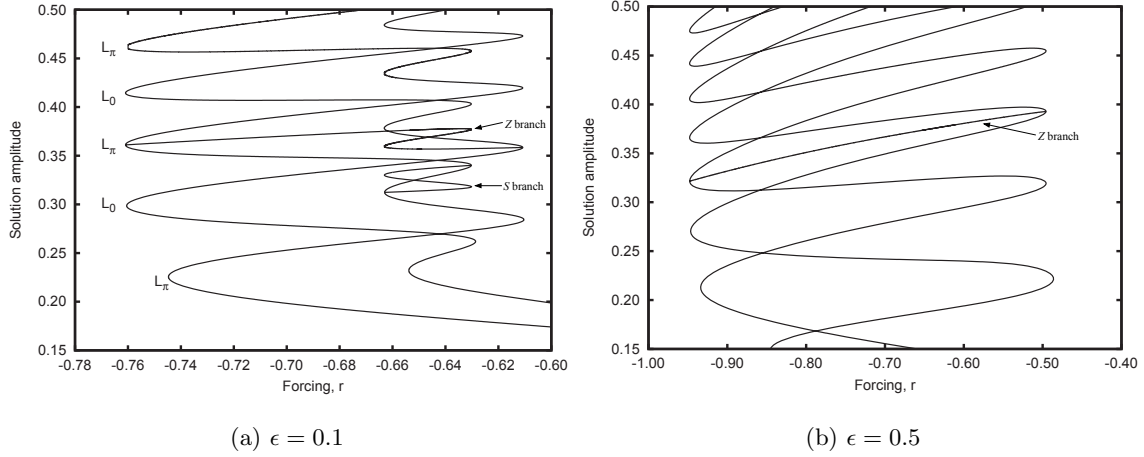 0.50
0.45
0.40
0.35
0.30
0.25
0.20
0.15
Solution amplitude
Lπ
L0
Lπ
L0
Lπ
Z branch
S branch
-0.78 -0.76 -0.74 -0.72 -0.70 -0.68 -0.66 -0.64 -0.62 -0.60
Forcing, r
(a) ϵ = 0.1
0.50
0.45
0.40
0.35
0.30
0.25
0.20
0.15
Solution amplitude
Z branch
-1.00 -0.90 -0.80 -0.70 -0.60 -0.50 -0.40
Forcing, r
(b) ϵ = 0.5